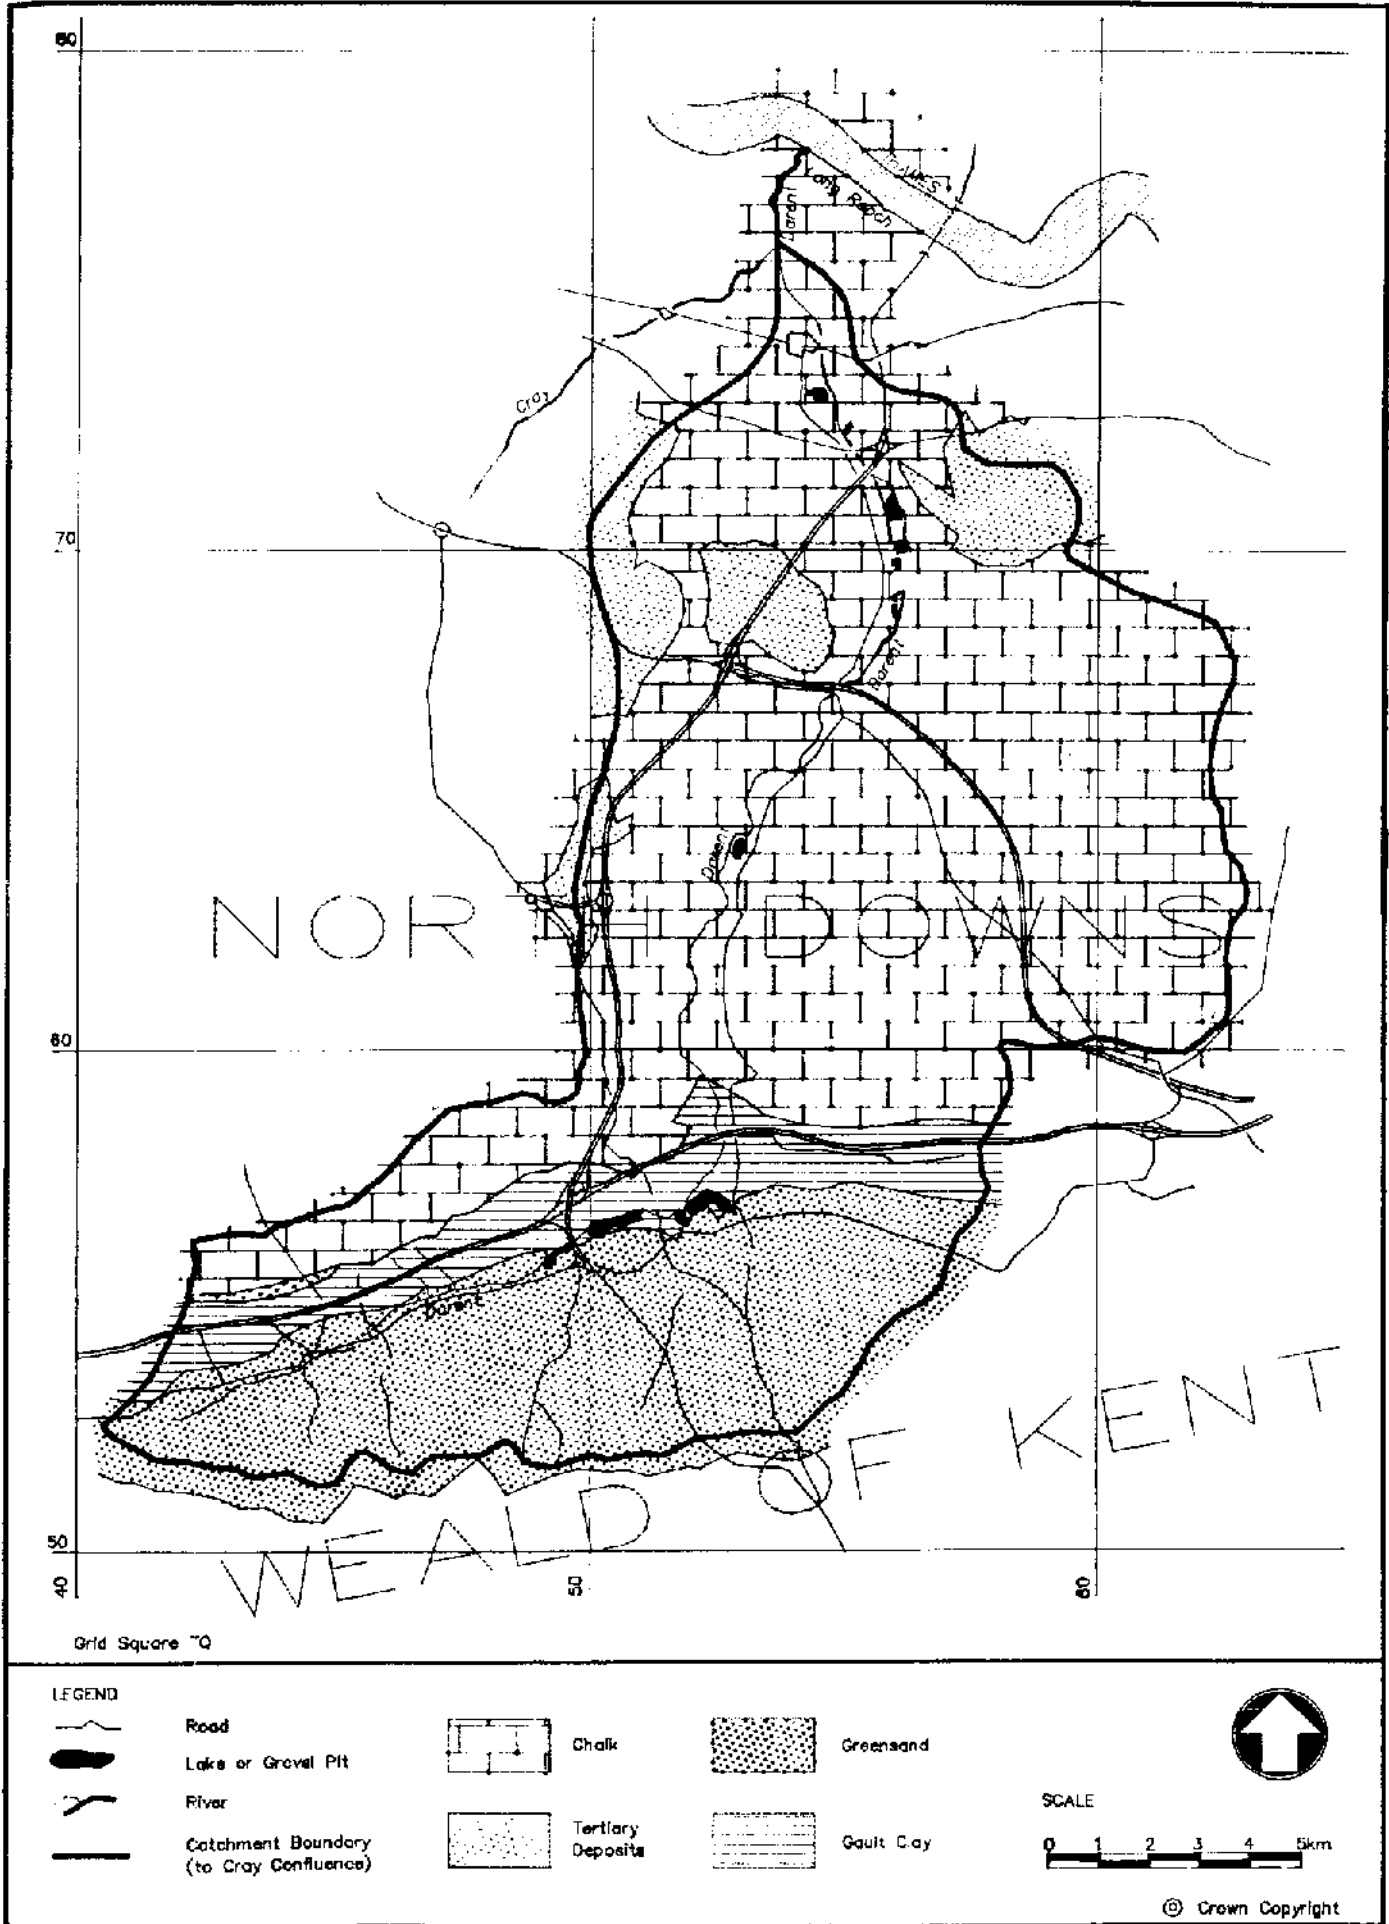 80
THAMES
Long Reach
Darent
Cray
70
Darent
Darent
NORTH DOWNS
60
Darent
WEALD OF KENT
50
40
50
60
Grid Square TQ
LEGEND
Road
Lake or Gravel Pit
River
Catchment Boundary
(to Cray Confluence)
Chalk
Tertiary
Deposits
Greensand
Gault Clay
SCALE
0 1 2 3 4 5km
© Crown Copyright